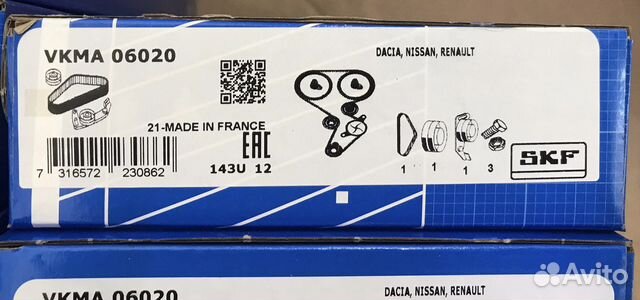 VKMA 06020
DACIA, NISSAN, RENAULT
21-MADE IN FRANCE
EAC
143U 12
7 316572 230862
1 1 1 3
SKF
VKMA 06020
DACIA, NISSAN, RENAULT
Avito